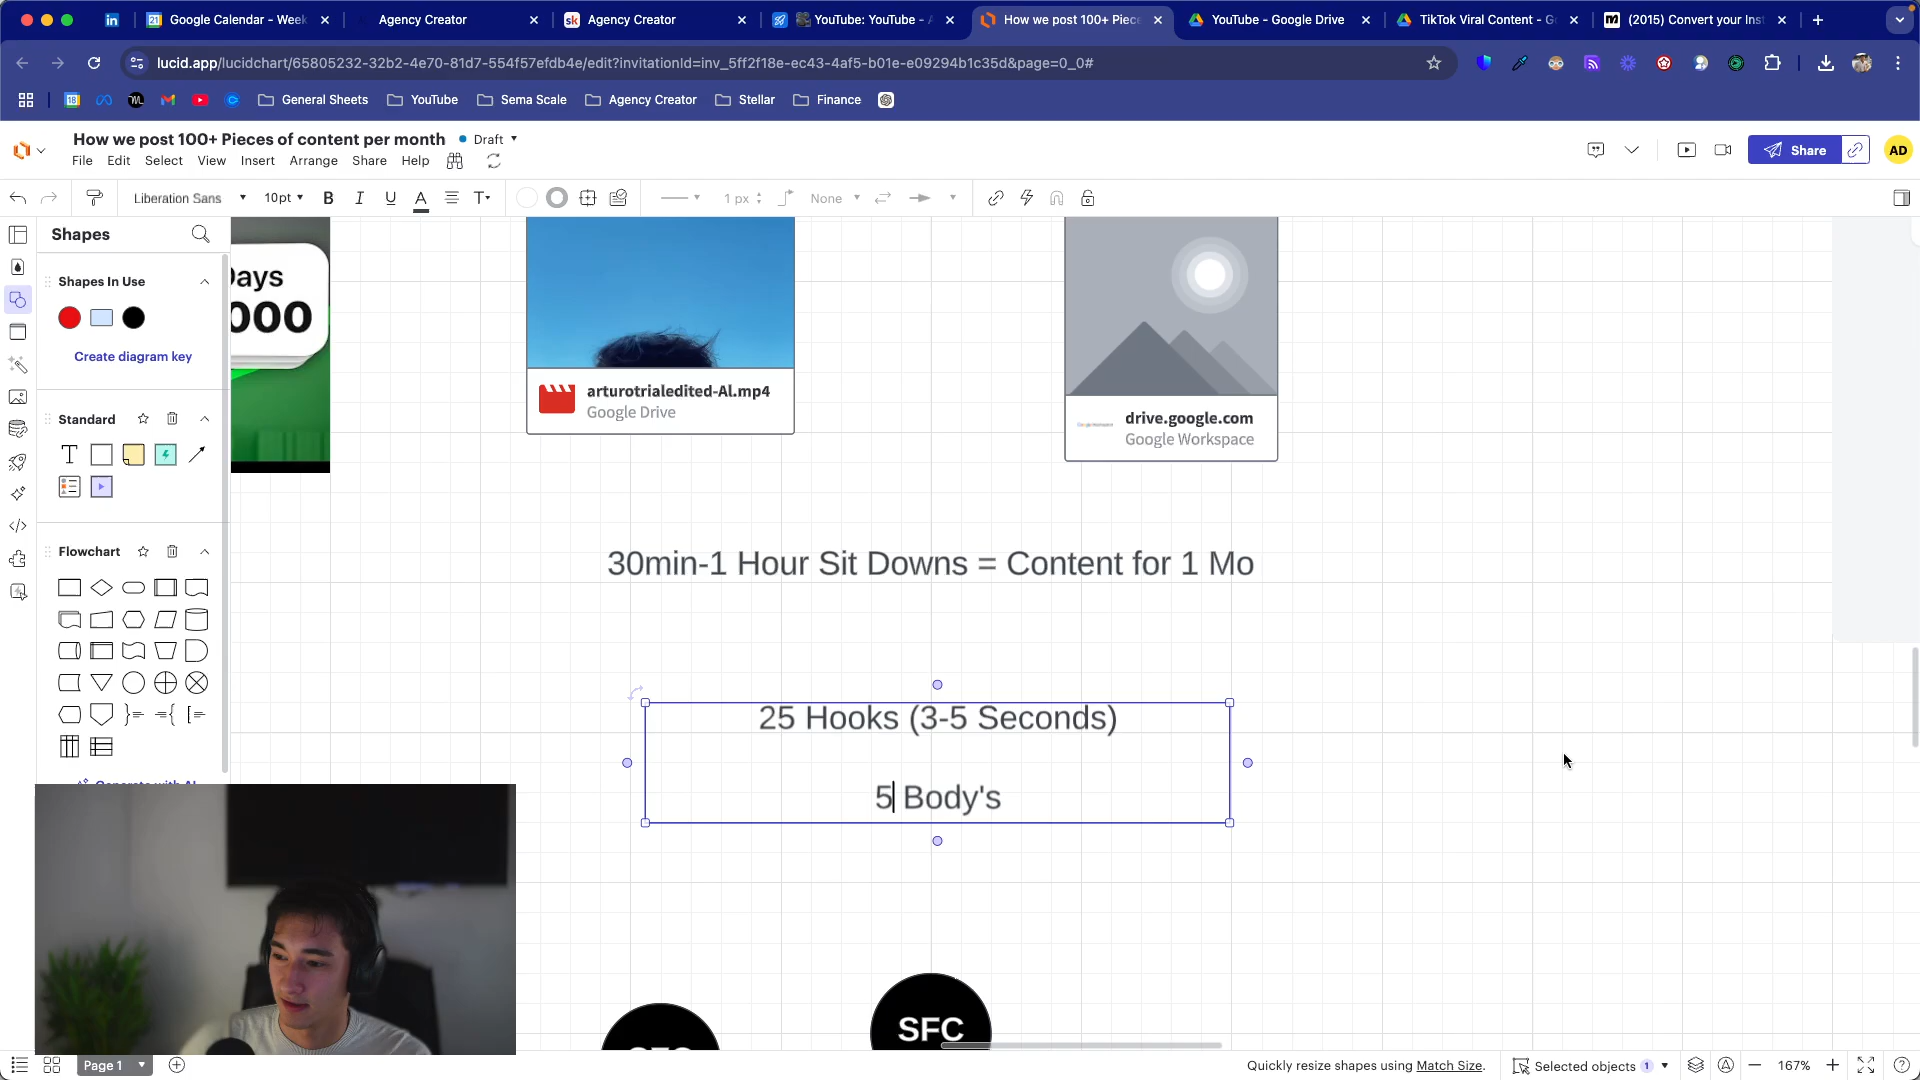 Google Calendar - Week
Agency Creator
sk Agency Creator
YouTube: YouTube - A
How we post 100+ Piece
YouTube - Google Drive
TikTok Viral Content - Go
(2015) Convert your Inst
lucid.app/lucidchart/65805232-32b2-4e70-81d7-554f57efdb4e/edit?invitationId=inv_5ff2f18e-ec43-4af5-b01e-e09294b1c35d&page=0_0#
General Sheets
YouTube
Sema Scale
Agency Creator
Stellar
Finance
How we post 100+ Pieces of content per month
Draft
File Edit Select View Insert Arrange Share Help
Share
AD
Liberation Sans
10pt
B I U A T
1 px
None
Shapes
Shapes In Use
Create diagram key
Standard
T
Flowchart
Days
000
arturotrialedited-Al.mp4
Google Drive
drive.google.com
Google Workspace
30min-1 Hour Sit Downs = Content for 1 Mo
25 Hooks (3-5 Seconds)
5 Body's
SFC
Page 1
Quickly resize shapes using Match Size.
Selected objects 1
167%